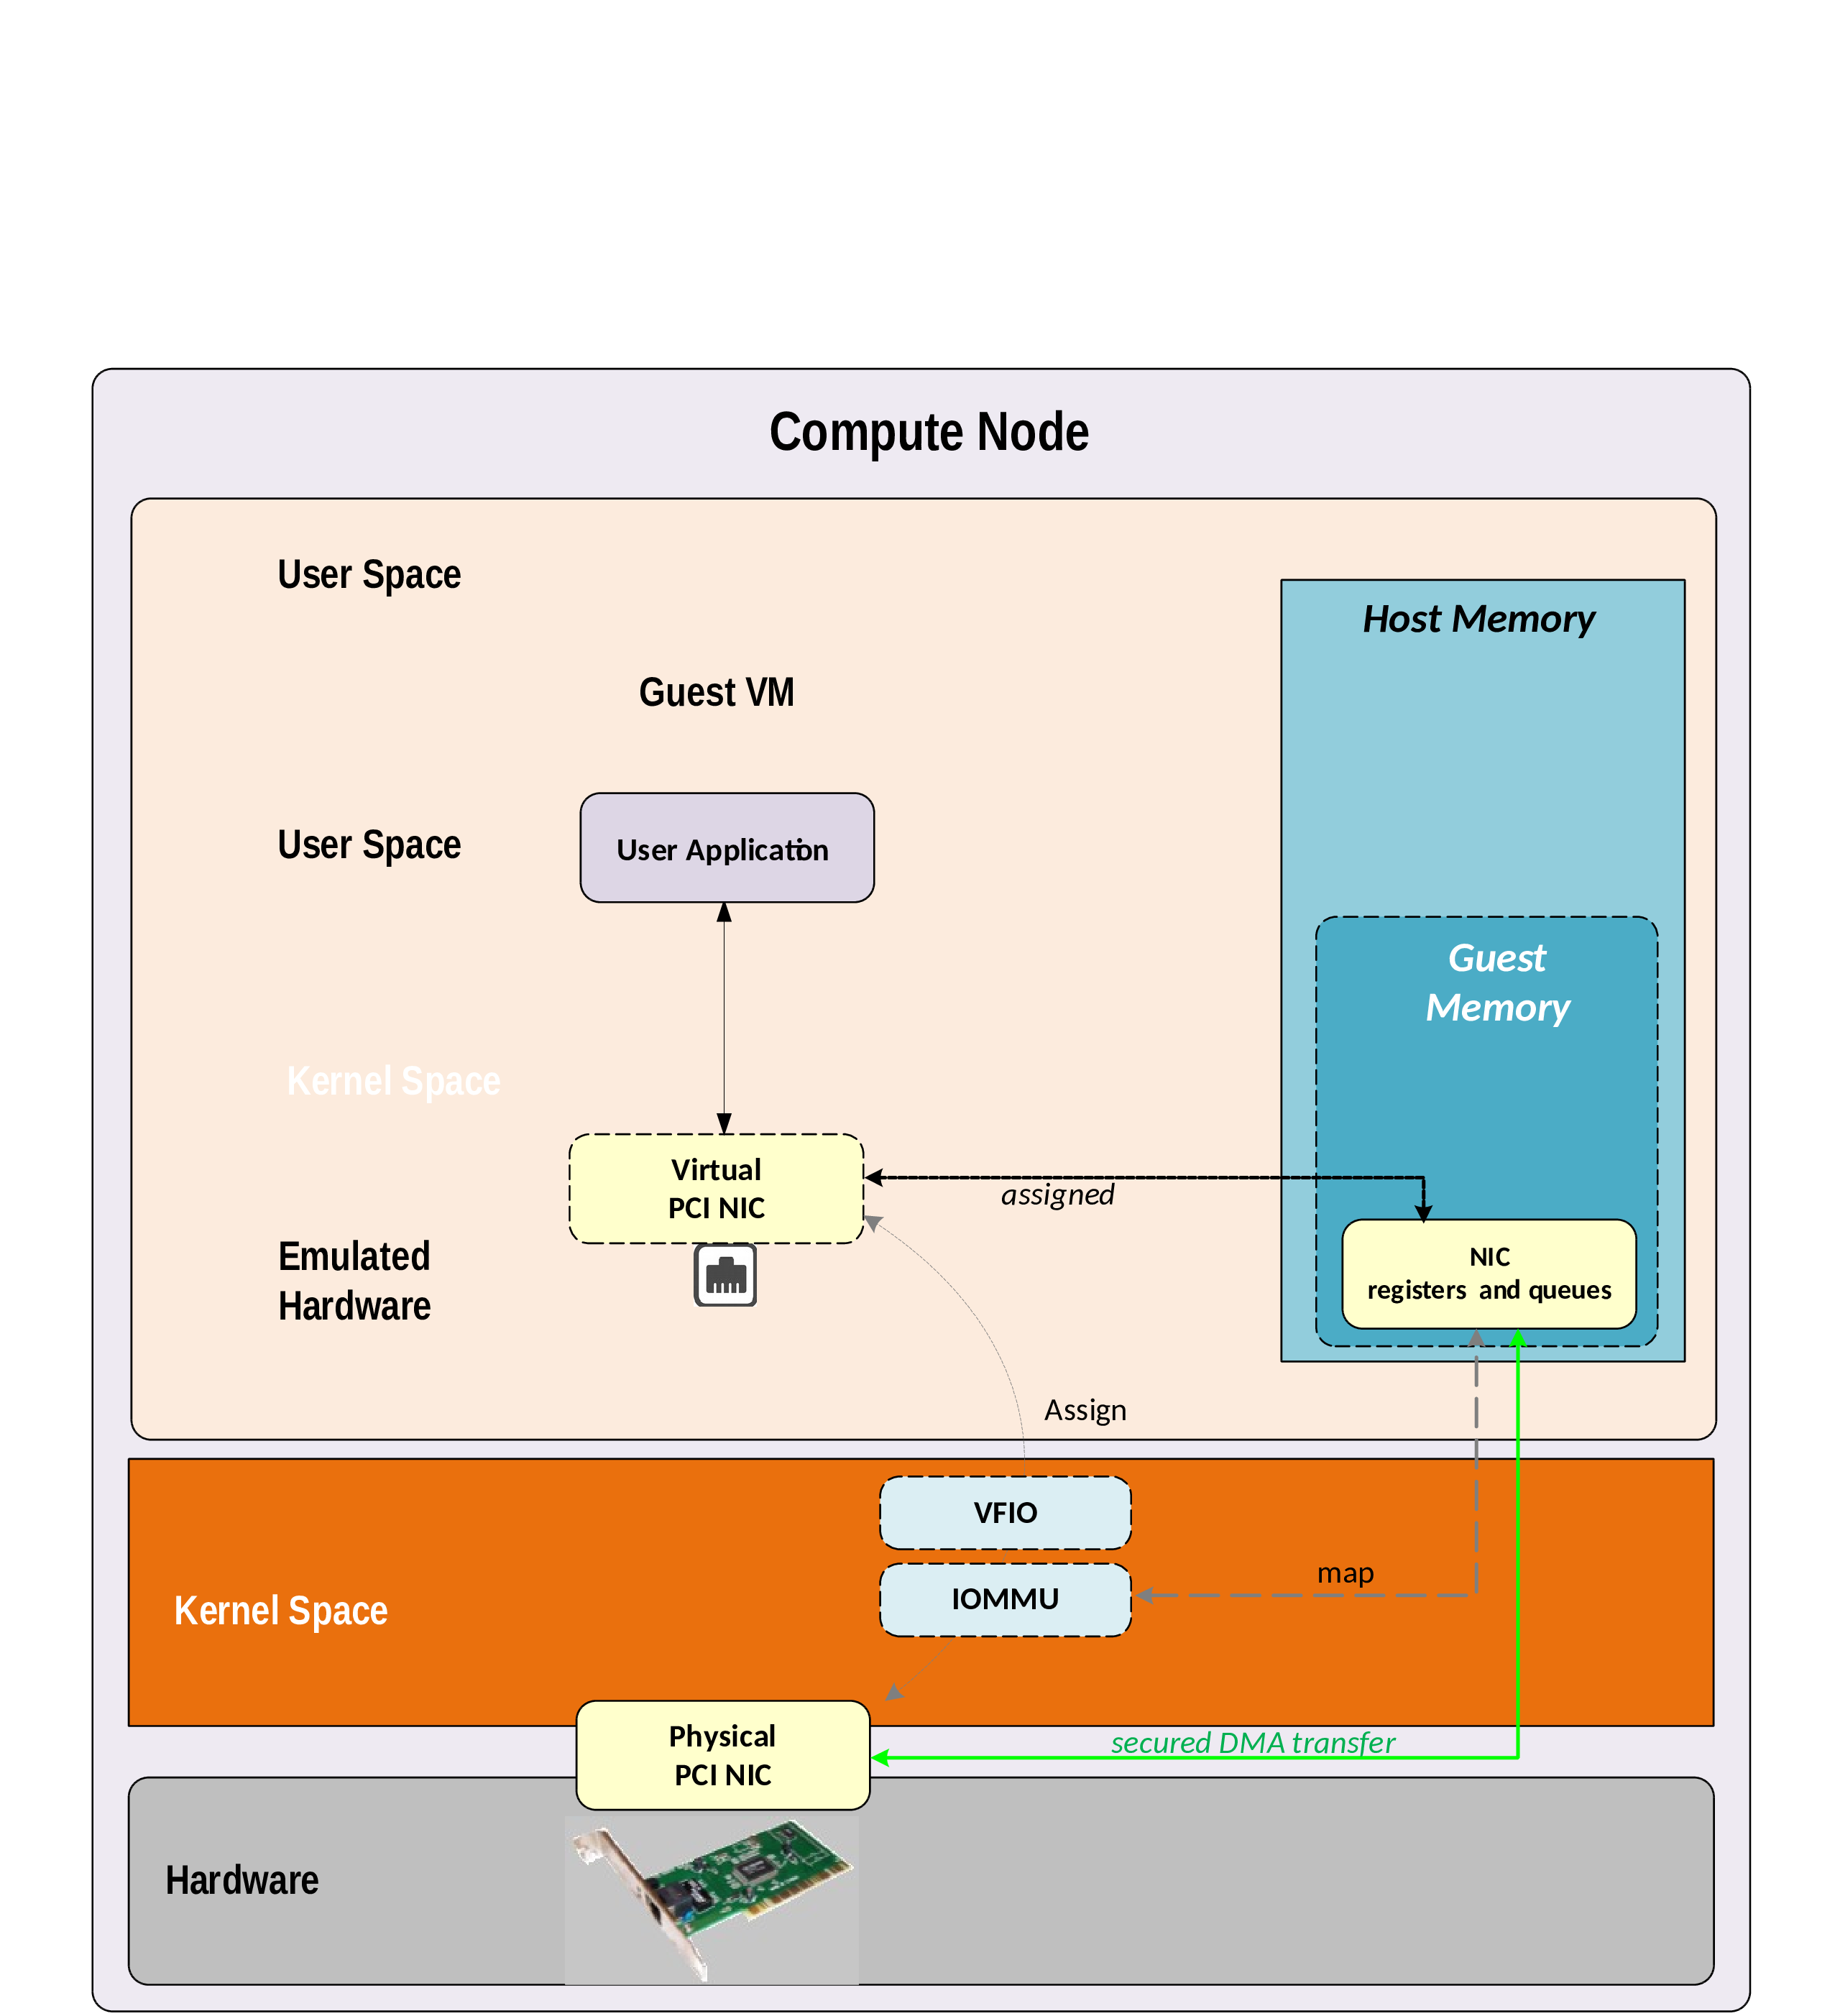 Compute Node
User Space
Host Memory
Guest VM
User Space
User Application
Guest
Memory
Kernel Space
Virtual
PCI NIC
assigned
Emulated
Hardware
NIC
registers and queues
Assign
VFIO
IOMMU
map
Kernel Space
Physical
PCI NIC
secured DMA transfer
Hardware